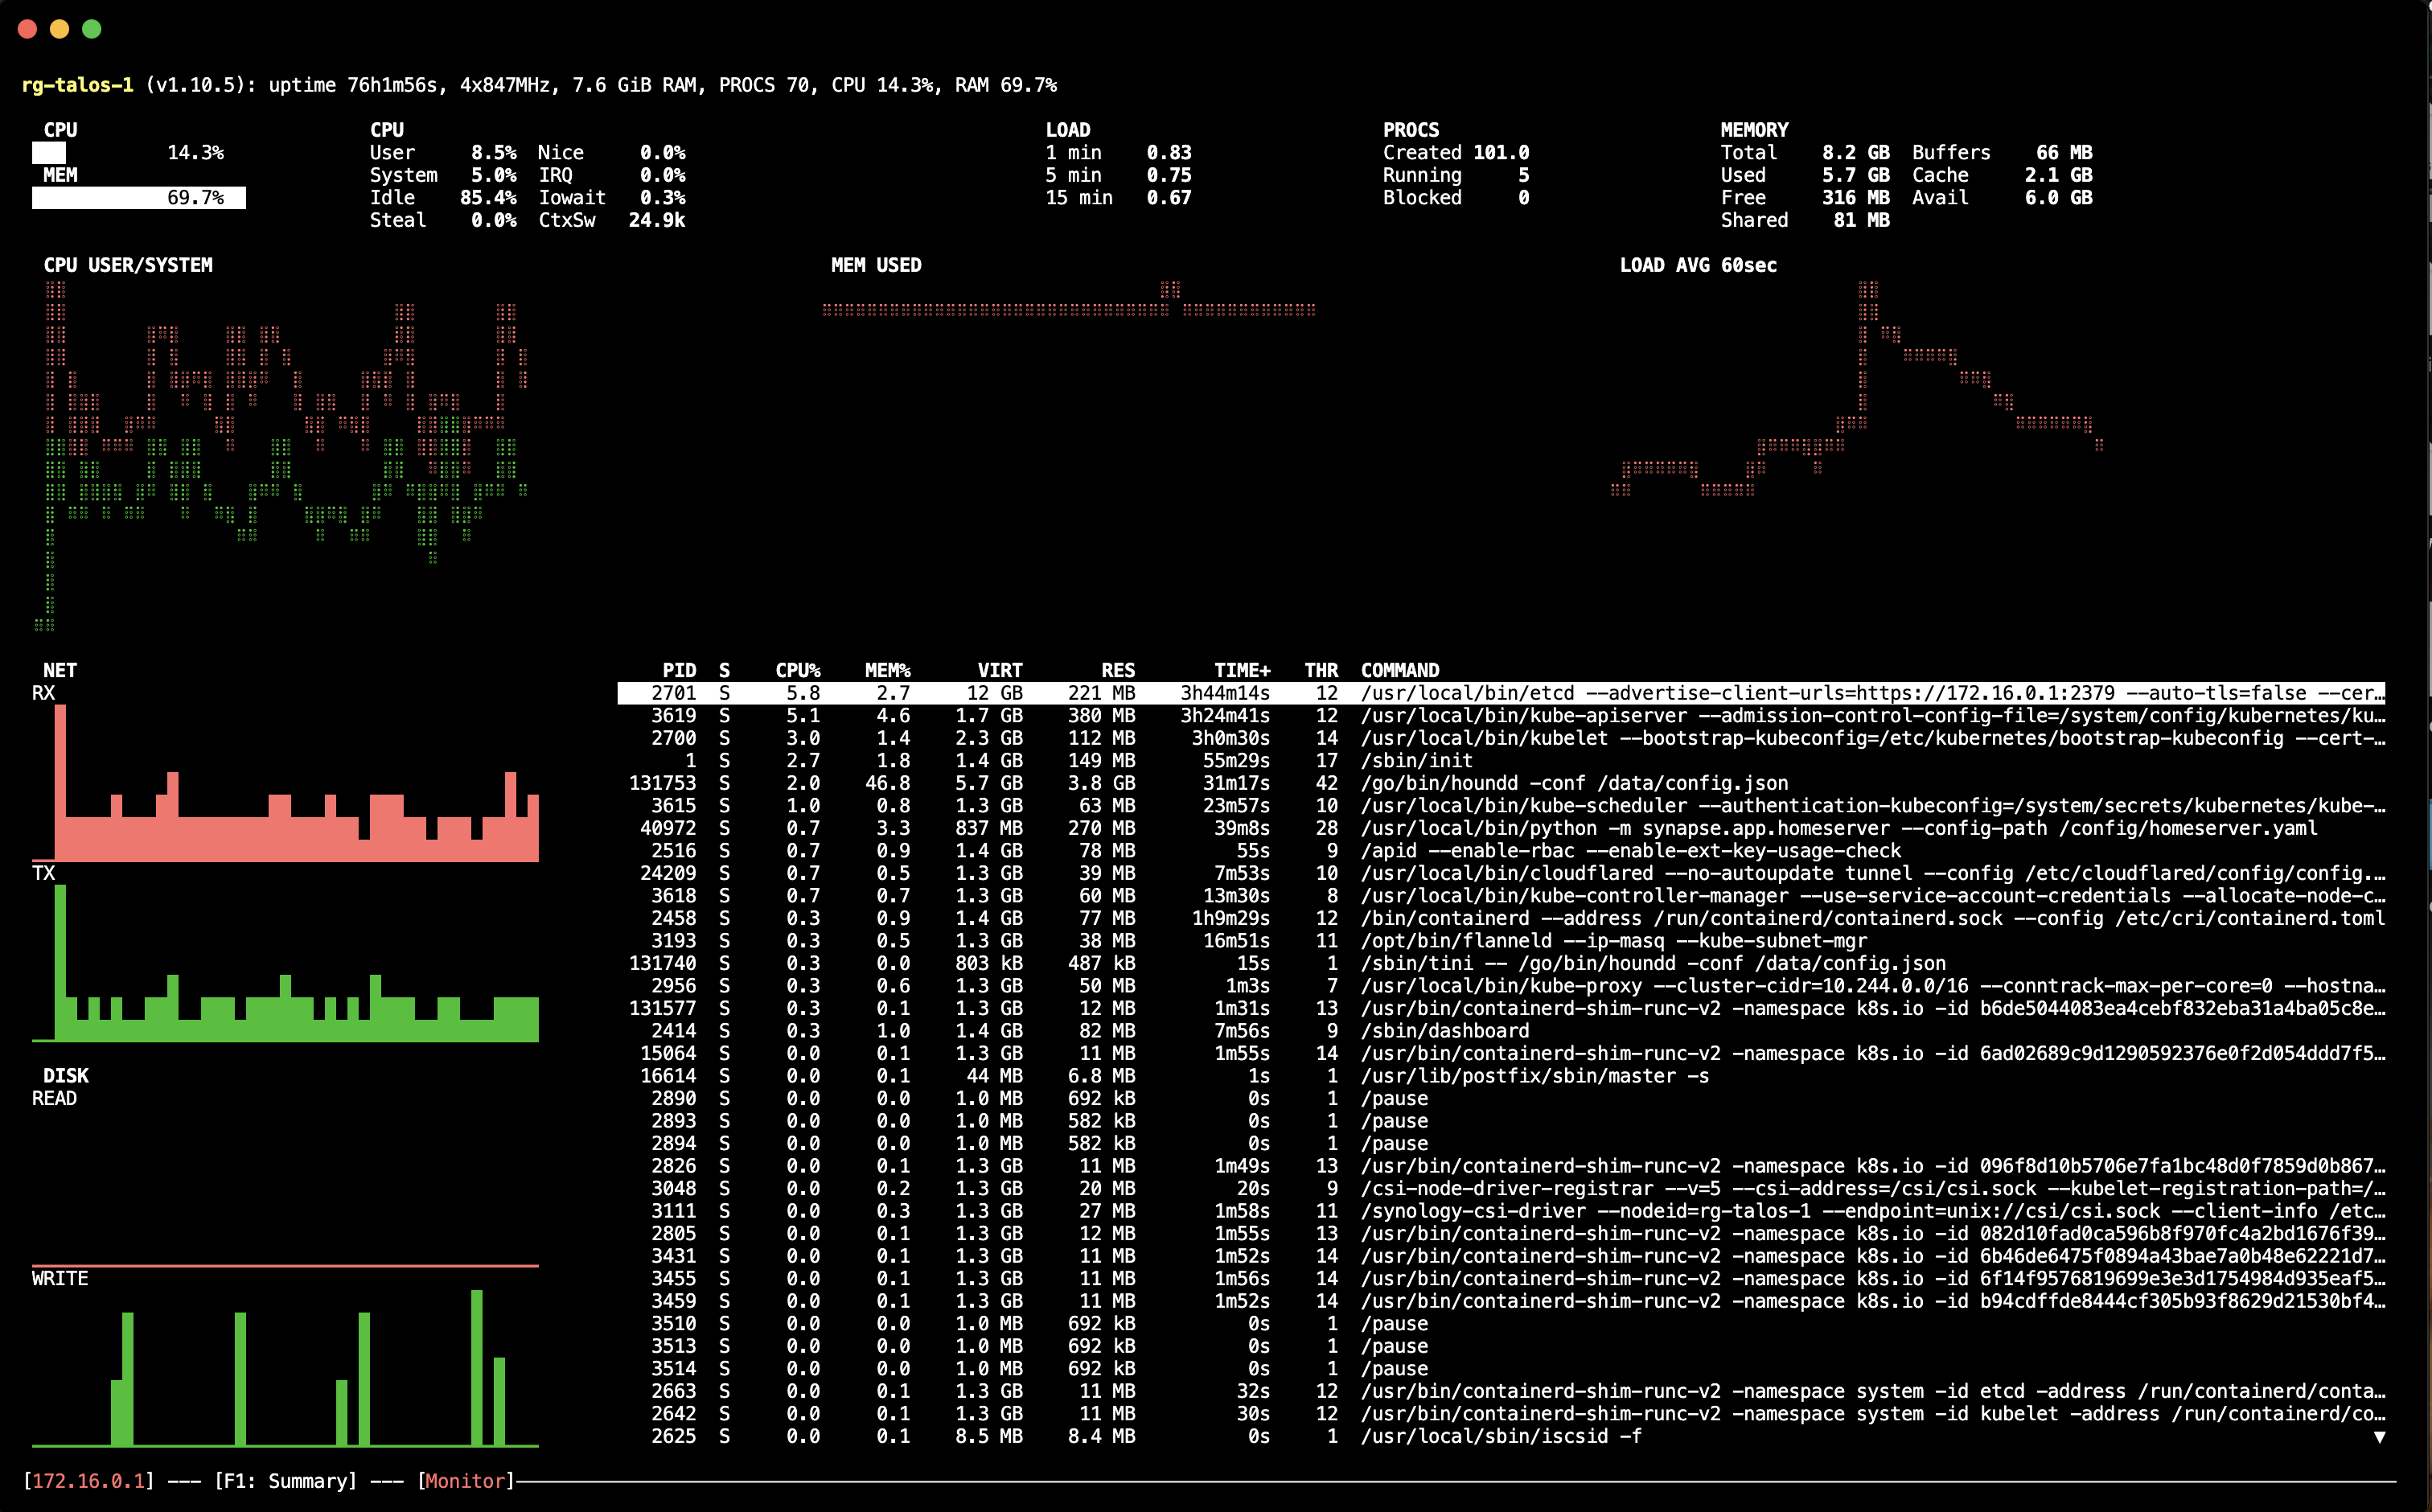 rg-talos-1 (v1.10.5): uptime 76h1m56s, 4x847MHz, 7.6 GiB RAM, PROCS 70, CPU 14.3%, RAM 69.7%
CPU CPU LOAD PROCS MEMORY
14.3% User 8.5% Nice 0.0% 1 min 0.83 Created 101.0 Total 8.2 GB Buffers 66 MB
MEM System 5.0% IRQ 0.0% 5 min 0.75 Running 5 Used 5.7 GB Cache 2.1 GB
69.7% Idle 85.4% Iowait 0.3% 15 min 0.67 Blocked 0 Free 316 MB Avail 6.0 GB
Steal 0.0% CtxSw 24.9k Shared 81 MB
CPU USER/SYSTEM MEM USED LOAD AVG 60sec
NET PID S CPU% MEM% VIRT RES TIME+ THR COMMAND
RX 2701 S 5.8 2.7 12 GB 221 MB 3h44m14s 12 /usr/local/bin/etcd --advertise-client-urls=https://172.16.0.1:2379 --auto-tls=false --cer…
3619 S 5.1 4.6 1.7 GB 380 MB 3h24m41s 12 /usr/local/bin/kube-apiserver --admission-control-config-file=/system/config/kubernetes/ku…
2700 S 3.0 1.4 2.3 GB 112 MB 3h0m30s 14 /usr/local/bin/kubelet --bootstrap-kubeconfig=/etc/kubernetes/bootstrap-kubeconfig --cert-…
1 S 2.7 1.8 1.4 GB 149 MB 55m29s 17 /sbin/init
131753 S 2.0 46.8 5.7 GB 3.8 GB 31m17s 42 /go/bin/houndd -conf /data/config.json
3615 S 1.0 0.8 1.3 GB 63 MB 23m57s 10 /usr/local/bin/kube-scheduler --authentication-kubeconfig=/system/secrets/kubernetes/kube-…
40972 S 0.7 3.3 837 MB 270 MB 39m8s 28 /usr/local/bin/python -m synapse.app.homeserver --config-path /config/homeserver.yaml
2516 S 0.7 0.9 1.4 GB 78 MB 55s 9 /apid --enable-rbac --enable-ext-key-usage-check
TX 24209 S 0.7 0.5 1.3 GB 39 MB 7m53s 10 /usr/local/bin/cloudflared --no-autoupdate tunnel --config /etc/cloudflared/config/config.…
3618 S 0.7 0.7 1.3 GB 60 MB 13m30s 8 /usr/local/bin/kube-controller-manager --use-service-account-credentials --allocate-node-c…
2458 S 0.3 0.9 1.4 GB 77 MB 1h9m29s 12 /bin/containerd --address /run/containerd/containerd.sock --config /etc/cri/containerd.toml
3193 S 0.3 0.5 1.3 GB 38 MB 16m51s 11 /opt/bin/flanneld --ip-masq --kube-subnet-mgr
131740 S 0.3 0.0 803 kB 487 kB 15s 1 /sbin/tini -- /go/bin/houndd -conf /data/config.json
2956 S 0.3 0.6 1.3 GB 50 MB 1m3s 7 /usr/local/bin/kube-proxy --cluster-cidr=10.244.0.0/16 --conntrack-max-per-core=0 --hostna…
131577 S 0.3 0.1 1.3 GB 12 MB 1m31s 13 /usr/bin/containerd-shim-runc-v2 -namespace k8s.io -id b6de5044083ea4cebf832eba31a4ba05c8e…
2414 S 0.3 1.0 1.4 GB 82 MB 7m56s 9 /sbin/dashboard
15064 S 0.0 0.1 1.3 GB 11 MB 1m55s 14 /usr/bin/containerd-shim-runc-v2 -namespace k8s.io -id 6ad02689c9d1290592376e0f2d054ddd7f5…
DISK 16614 S 0.0 0.1 44 MB 6.8 MB 1s 1 /usr/lib/postfix/sbin/master -s
READ 2890 S 0.0 0.0 1.0 MB 692 kB 0s 1 /pause
2893 S 0.0 0.0 1.0 MB 582 kB 0s 1 /pause
2894 S 0.0 0.0 1.0 MB 582 kB 0s 1 /pause
2826 S 0.0 0.1 1.3 GB 11 MB 1m49s 13 /usr/bin/containerd-shim-runc-v2 -namespace k8s.io -id 096f8d10b5706e7fa1bc48d0f7859d0b867…
3048 S 0.0 0.2 1.3 GB 20 MB 20s 9 /csi-node-driver-registrar --v=5 --csi-address=/csi/csi.sock --kubelet-registration-path=/…
3111 S 0.0 0.3 1.3 GB 27 MB 1m58s 11 /synology-csi-driver --nodeid=rg-talos-1 --endpoint=unix://csi/csi.sock --client-info /etc…
2805 S 0.0 0.1 1.3 GB 12 MB 1m55s 13 /usr/bin/containerd-shim-runc-v2 -namespace k8s.io -id 082d10fad0ca596b8f970fc4a2bd1676f39…
3431 S 0.0 0.1 1.3 GB 11 MB 1m52s 14 /usr/bin/containerd-shim-runc-v2 -namespace k8s.io -id 6b46de6475f0894a43bae7a0b48e62221d7…
WRITE 3455 S 0.0 0.1 1.3 GB 11 MB 1m56s 14 /usr/bin/containerd-shim-runc-v2 -namespace k8s.io -id 6f14f9576819699e3e3d1754984d935eaf5…
3459 S 0.0 0.1 1.3 GB 11 MB 1m52s 14 /usr/bin/containerd-shim-runc-v2 -namespace k8s.io -id b94cdffde8444cf305b93f8629d21530bf4…
3510 S 0.0 0.0 1.0 MB 692 kB 0s 1 /pause
3513 S 0.0 0.0 1.0 MB 692 kB 0s 1 /pause
3514 S 0.0 0.0 1.0 MB 692 kB 0s 1 /pause
2663 S 0.0 0.1 1.3 GB 11 MB 32s 12 /usr/bin/containerd-shim-runc-v2 -namespace system -id etcd -address /run/containerd/conta…
2642 S 0.0 0.1 1.3 GB 11 MB 30s 12 /usr/bin/containerd-shim-runc-v2 -namespace system -id kubelet -address /run/containerd/co…
2625 S 0.0 0.1 8.5 MB 8.4 MB 0s 1 /usr/local/sbin/iscsid -f ▼
[172.16.0.1] --- [F1: Summary] --- [Monitor]